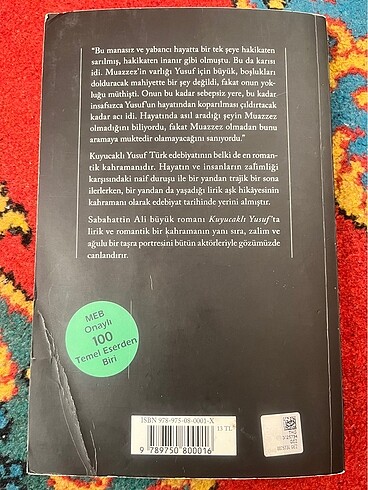 "Bu manasız ve yabancı hayatta bir tek şeye hakikaten
sarılmış, hakikaten inanır gibi olmuştu. Bu da karısı
idi. Muazzez'in varlığı Yusuf için büyük, boşlukları
dolduracak mahiyette bir şey değildi, fakat onun yok-
luğu müthişti. Onun bu kadar sebepsiz yere, bu kadar
insafsızca Yusuf'un hayatından koparılması çıldırtacak
kadar acı idi. Hayatında asıl aradığı şeyin Muazzez
olmadığını biliyordu, fakat Muazzez olmadan bunu
aramaya muktedir olamayacağını sanıyordu."
Kuyucaklı Yusuf Türk edebiyatının belki de en roman-
tik kahramanıdır. Hayatın ve insanların zalimliği
karşısındaki naif duruşu ile bir yandan trajik bir sona
ilerlerken, bir yandan da yaşadığı lirik aşk hikâyesinin
kahramanı olarak edebiyat tarihinde yerini almıştır.
Sabahattin Ali büyük romanı Kuyucaklı Yusuf'ta
lirik ve romantik bir kahramanın yanı sıra, zalim ve
ağulu bir taşra portresini bütün aktörleriyle gözümüzde
canlandırır.
MEB
Onaylı
100
Temel Eserden
Biri
ISBN 978-975-08-0001-X
13 TL
9 789750 800016